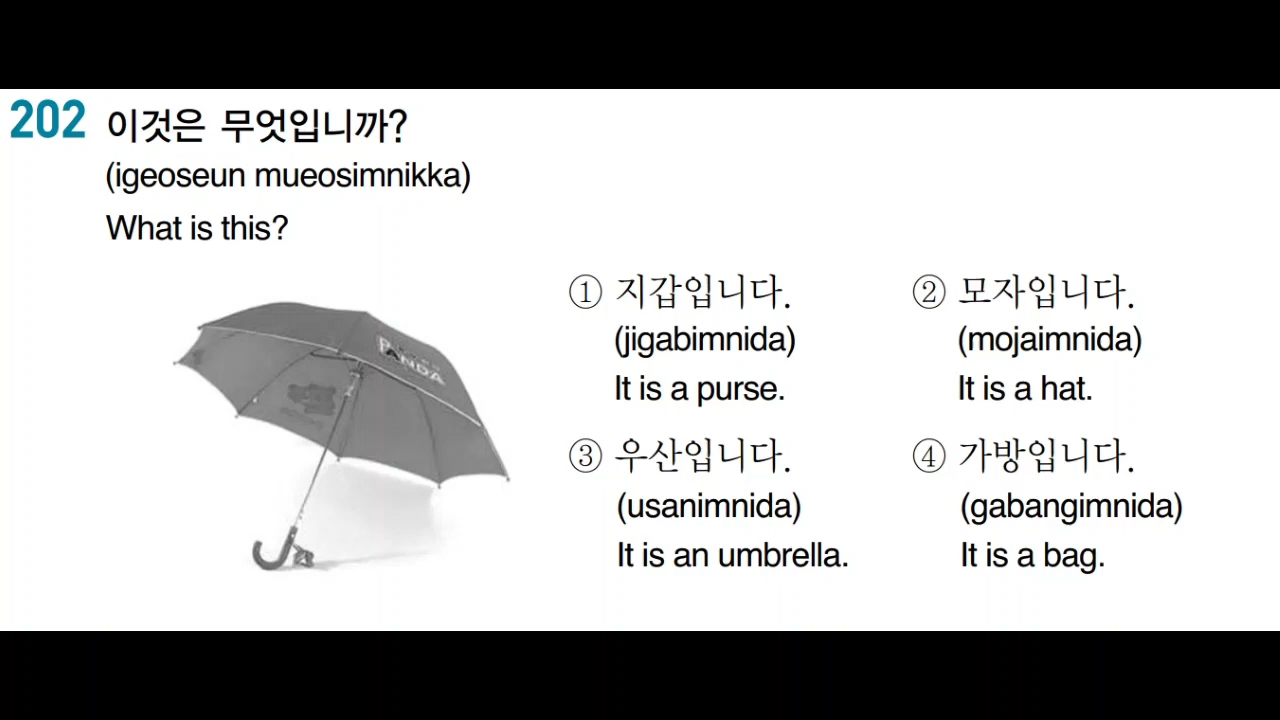 202 이것은 무엇입니까?
(igeoseun mueosimnikka)
What is this?
PANDA
① 지갑입니다.
(jigabimnida)
It is a purse.
② 모자입니다.
(mojaimnida)
It is a hat.
③ 우산입니다.
(usanimnida)
It is an umbrella.
④ 가방입니다.
(gabangimnida)
It is a bag.